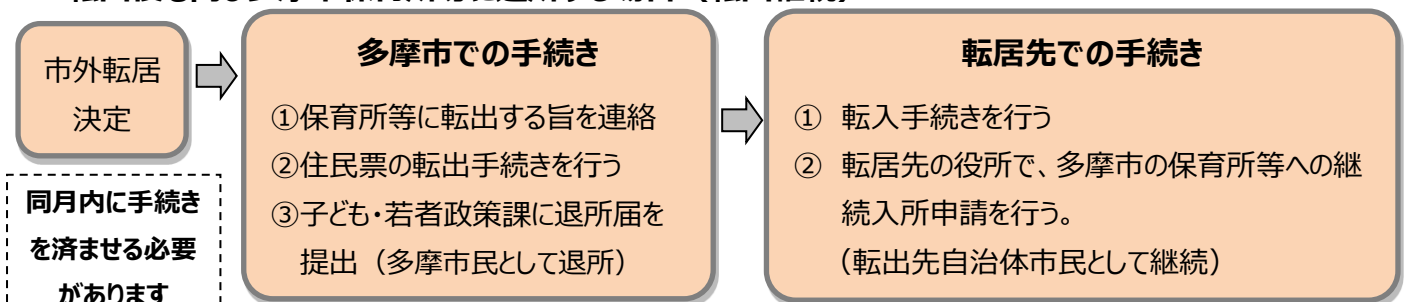 市外転居
決定
同月内に手続き
を済ませる必要
があります
多摩市での手続き
①保育所等に転出する旨を連絡
②住民票の転出手続きを行う
③子ども・若者政策課に退所届を
提出（多摩市民として退所）
転居先での手続き
① 転入手続きを行う
② 転居先の役所で、多摩市の保育所等への継
続入所申請を行う。
（転出先自治体市民として継続）